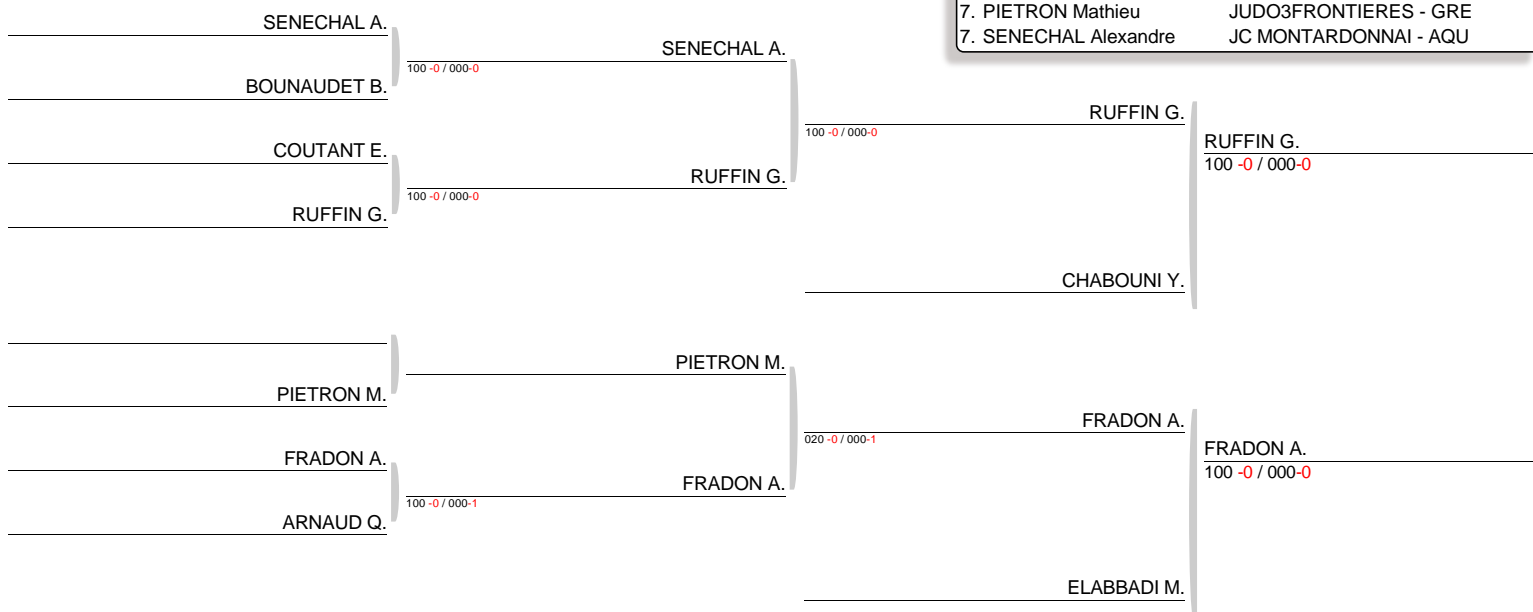 7. PIETRON Mathieu JUDO3FRONTIERES - GRE
7. SENECHAL Alexandre JC MONTARDONNAI - AQU
SENECHAL A.
BOUNAUDET B.
COUTANT E.
RUFFIN G.
PIETRON M.
FRADON A.
ARNAUD Q.
SENECHAL A.
100 -0 / 000-0
RUFFIN G.
100 -0 / 000-0
PIETRON M.
FRADON A.
100 -0 / 000-1
RUFFIN G.
100 -0 / 000-0
CHABOUNI Y.
FRADON A.
020 -0 / 000-1
ELABBADI M.
RUFFIN G.
100 -0 / 000-0
FRADON A.
100 -0 / 000-0